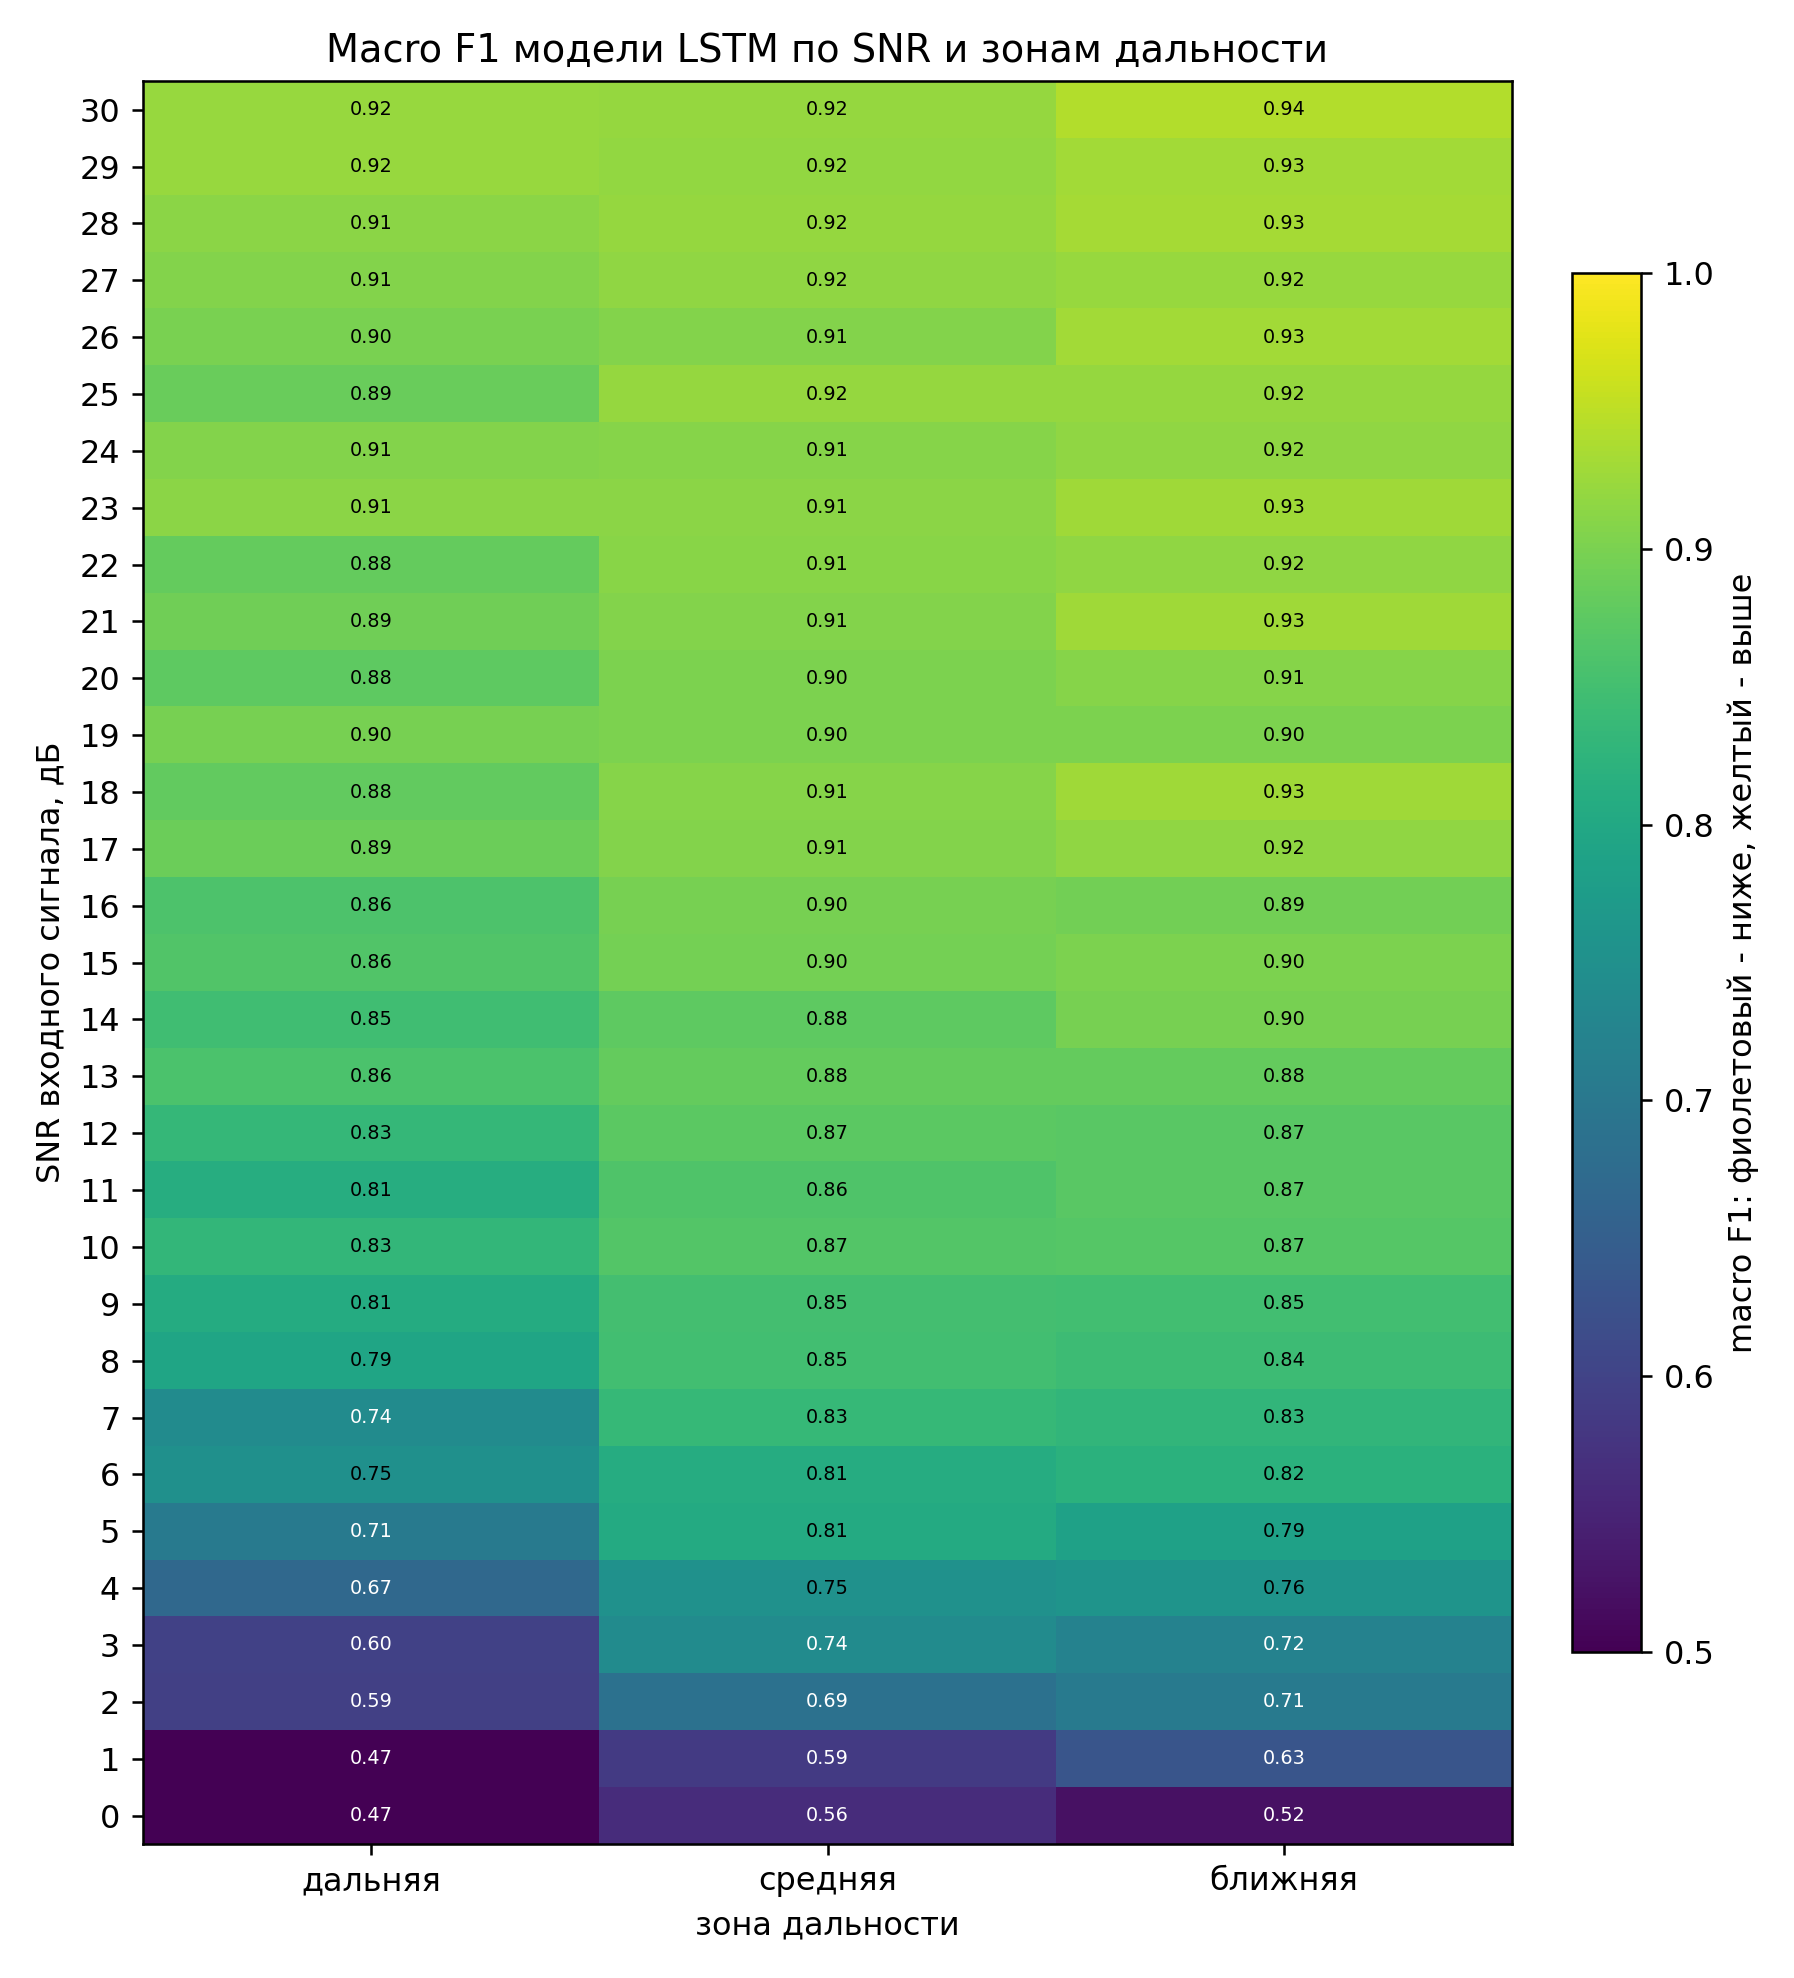 Macro F1 модели LSTM по SNR и зонам дальности
30 0.92 0.92 0.94
29 0.92 0.92 0.93
28 0.91 0.92 0.93
27 0.91 0.92 0.92
26 0.90 0.91 0.93
25 0.89 0.92 0.92
24 0.91 0.91 0.92
23 0.91 0.91 0.93
22 0.88 0.91 0.92
21 0.89 0.91 0.93
20 0.88 0.90 0.91
19 0.90 0.90 0.90
18 0.88 0.91 0.93
17 0.89 0.91 0.92
16 0.86 0.90 0.89
15 0.86 0.90 0.90
14 0.85 0.88 0.90
13 0.86 0.88 0.88
12 0.83 0.87 0.87
11 0.81 0.86 0.87
10 0.83 0.87 0.87
9 0.81 0.85 0.85
8 0.79 0.85 0.84
7 0.74 0.83 0.83
6 0.75 0.81 0.82
5 0.71 0.81 0.79
4 0.67 0.75 0.76
3 0.60 0.74 0.72
2 0.59 0.69 0.71
1 0.47 0.59 0.63
0 0.47 0.56 0.52
дальняя средняя ближняя
зона дальности
SNR входного сигнала, дБ
1.0
0.9
0.8
0.7
0.6
0.5
macro F1: фиолетовый - ниже, желтый - выше